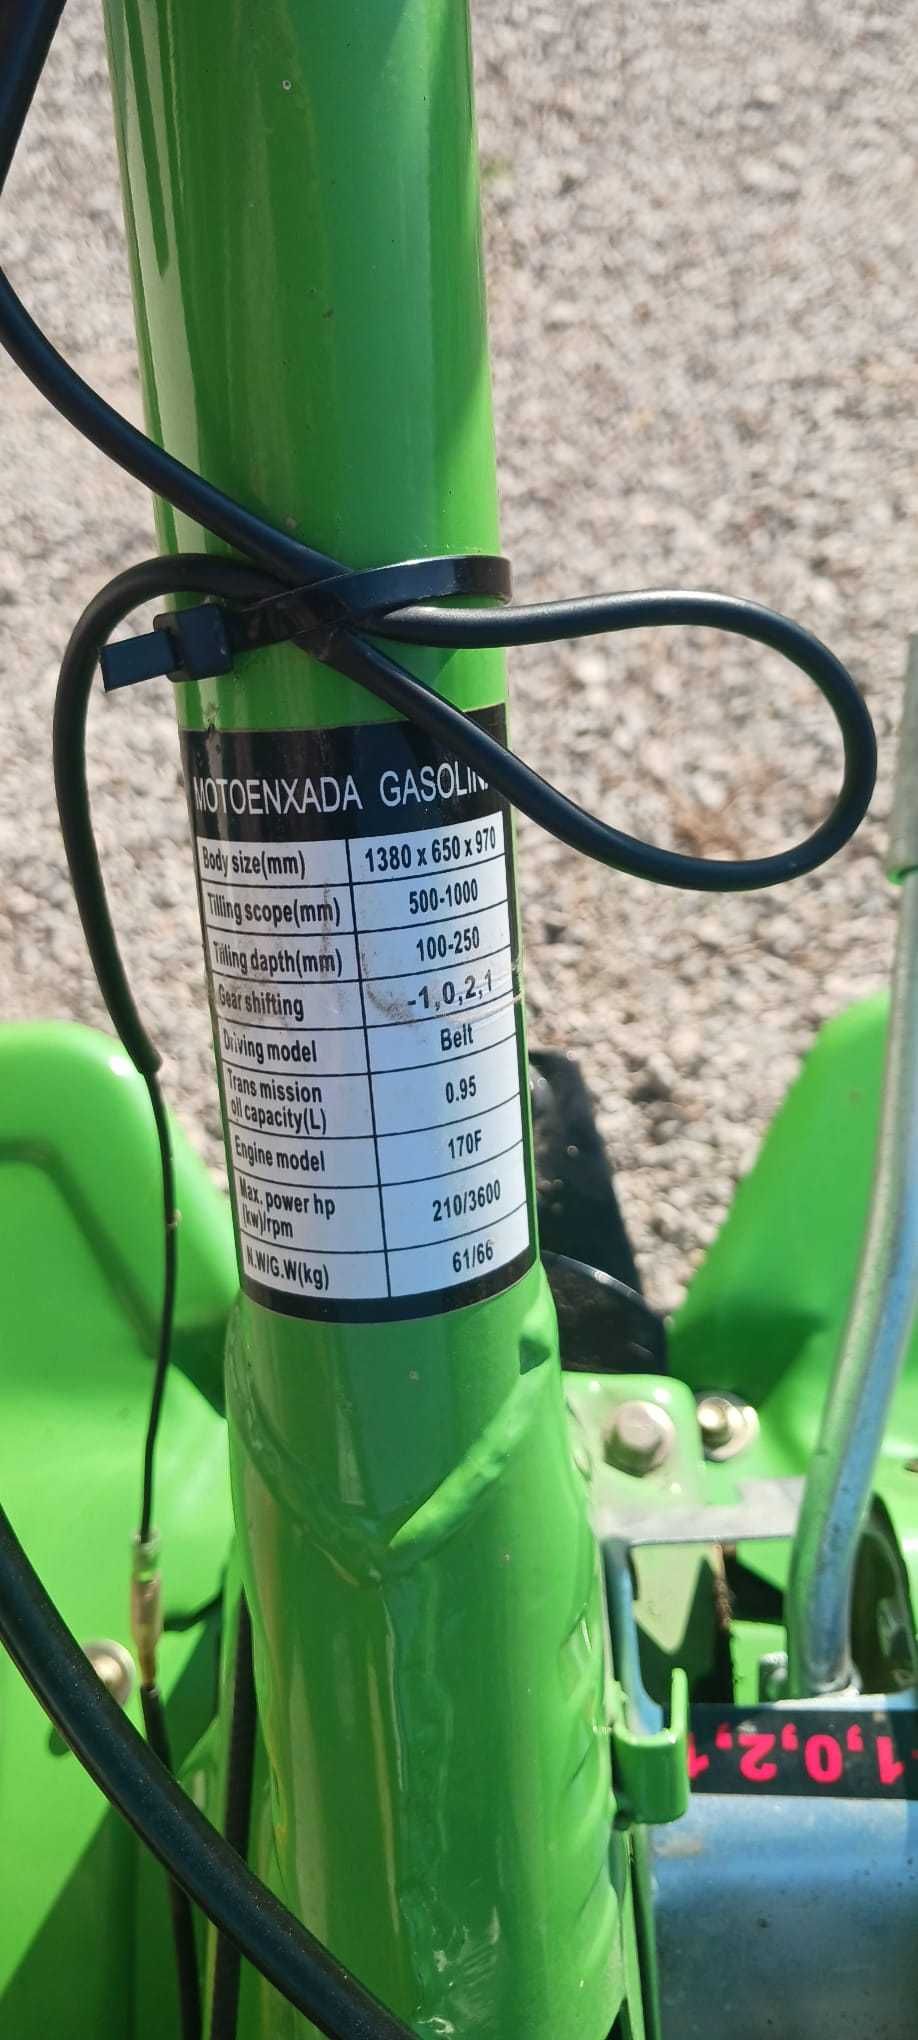 MOTOENXADA GASOLIN
Body size(mm) 1380 x 650 x 970
Tilling scope(mm) 500-1000
Tilling dapth(mm) 100-250
Gear shifting -1,0,2,1
Driving model Belt
Trans mission
oil capacity(L) 0.95
Engine model 170F
Max. power hp
(kw)/rpm 210/3600
N.W/G.W(kg) 61/66
-1,0,2,1